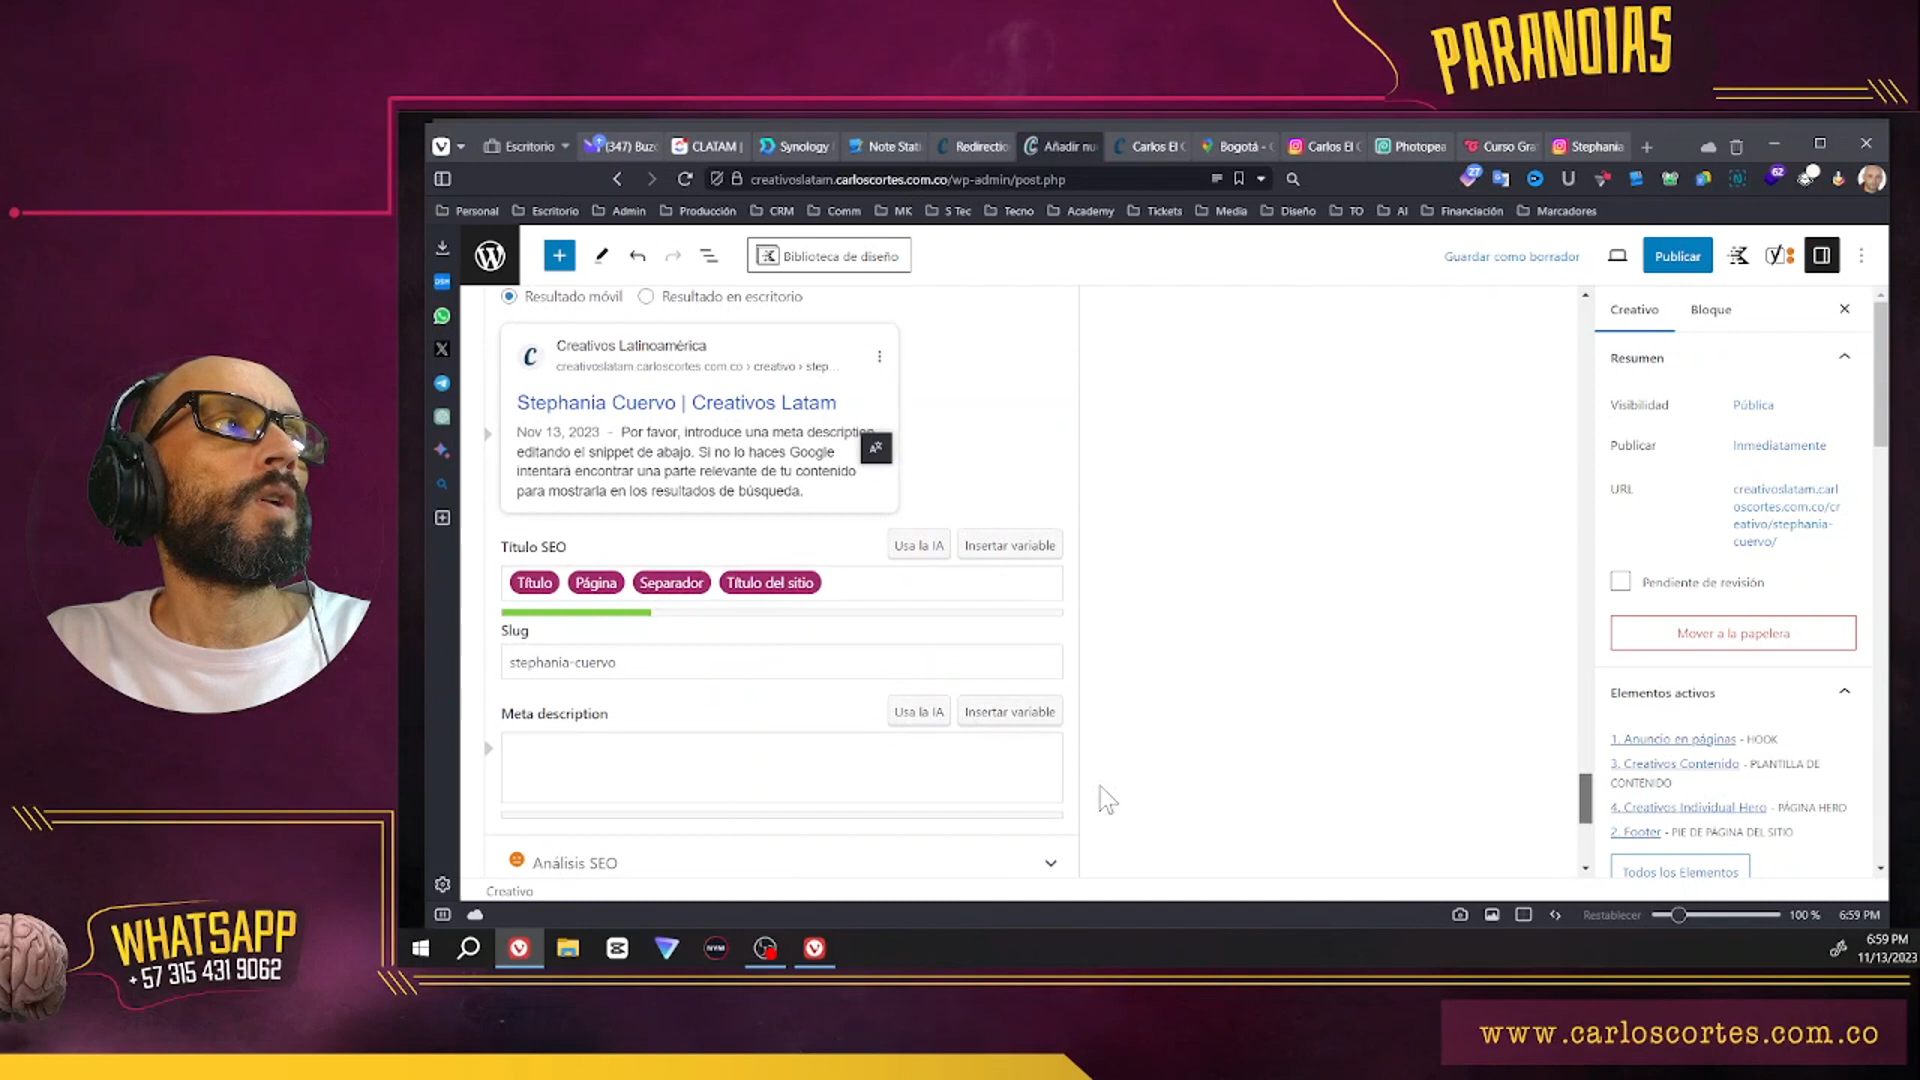 PARANOIAS
Escritorio
(347) Buz
CLATAM |
Synology
Note Stati
Redirectio
Añadir nu
Carlos El C
Bogotá - C
Carlos El C
Photopea
Curso Gra
Stephania
creativoslatam.carloscortes.com.co/wp-admin/post.php
27
62
Personal
Escritorio
Admin
Producción
CRM
Comm
MK
S Tec
Tecno
Academy
Tickets
Media
Diseño
TO
AI
Financiación
Marcadores
Biblioteca de diseño
Guardar como borrador
Publicar
Resultado móvil
Resultado en escritorio
Creativos Latinoamérica
creativoslatam.carloscortes.com.co › creativo › step...
Stephania Cuervo | Creativos Latam
Nov 13, 2023 - Por favor, introduce una meta descriptio
editando el snippet de abajo. Si no lo haces Google
intentará encontrar una parte relevante de tu contenido
para mostrarla en los resultados de búsqueda.
Título SEO
Usa la IA
Insertar variable
Título
Página
Separador
Título del sitio
Slug
stephania-cuervo
Meta description
Usa la IA
Insertar variable
Análisis SEO
Creativo
Creativo
Bloque
Resumen
Visibilidad
Pública
Publicar
Inmediatamente
URL
creativoslatam.carl
oscortes.com.co/cr
eativo/stephania-
cuervo/
Pendiente de revisión
Mover a la papelera
Elementos activos
1. Anuncio en páginas - HOOK
3. Creativos Contenido - PLANTILLA DE
CONTENIDO
4. Creativos Individual Hero - PÁGINA HERO
2. Footer - PIE DE PÁGINA DEL SITIO
Todos los Elementos
Restablecer
100 %
6:59 PM
6:59 PM
11/13/2023
WHATSAPP
+57 315 431 9062
www.carloscortes.com.co